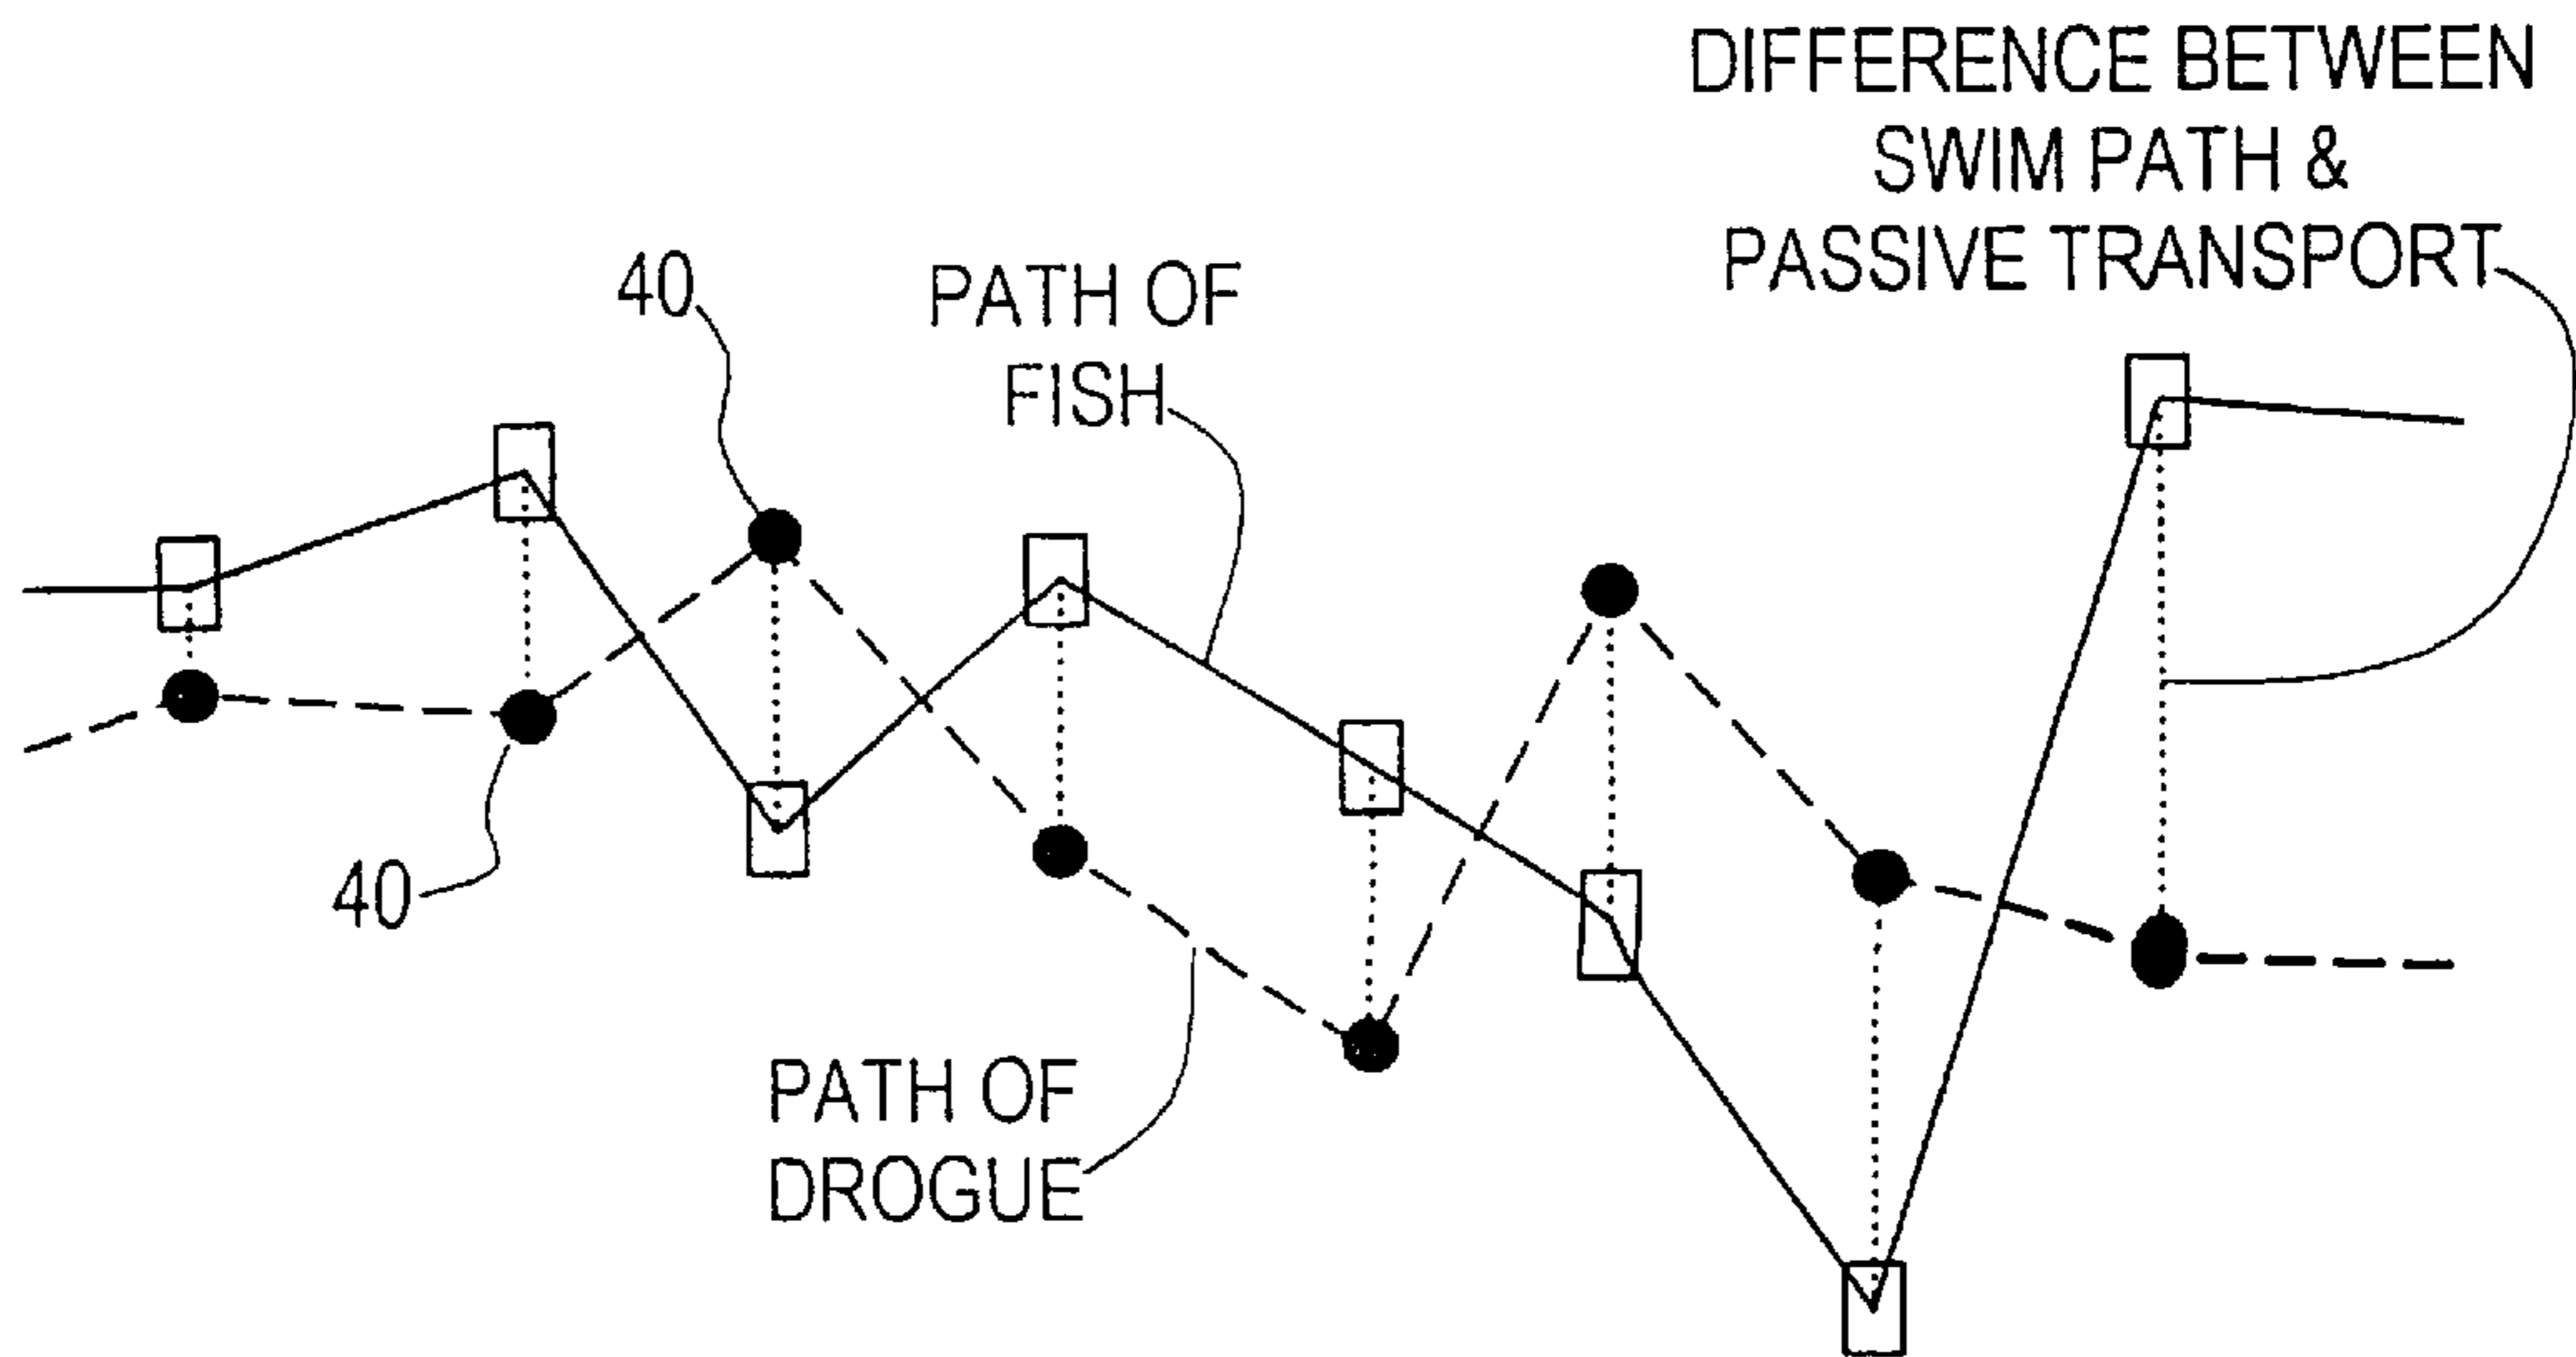 DIFFERENCE BETWEEN
SWIM PATH &
PASSIVE TRANSPORT
40
PATH OF
FISH
40
PATH OF
DROGUE